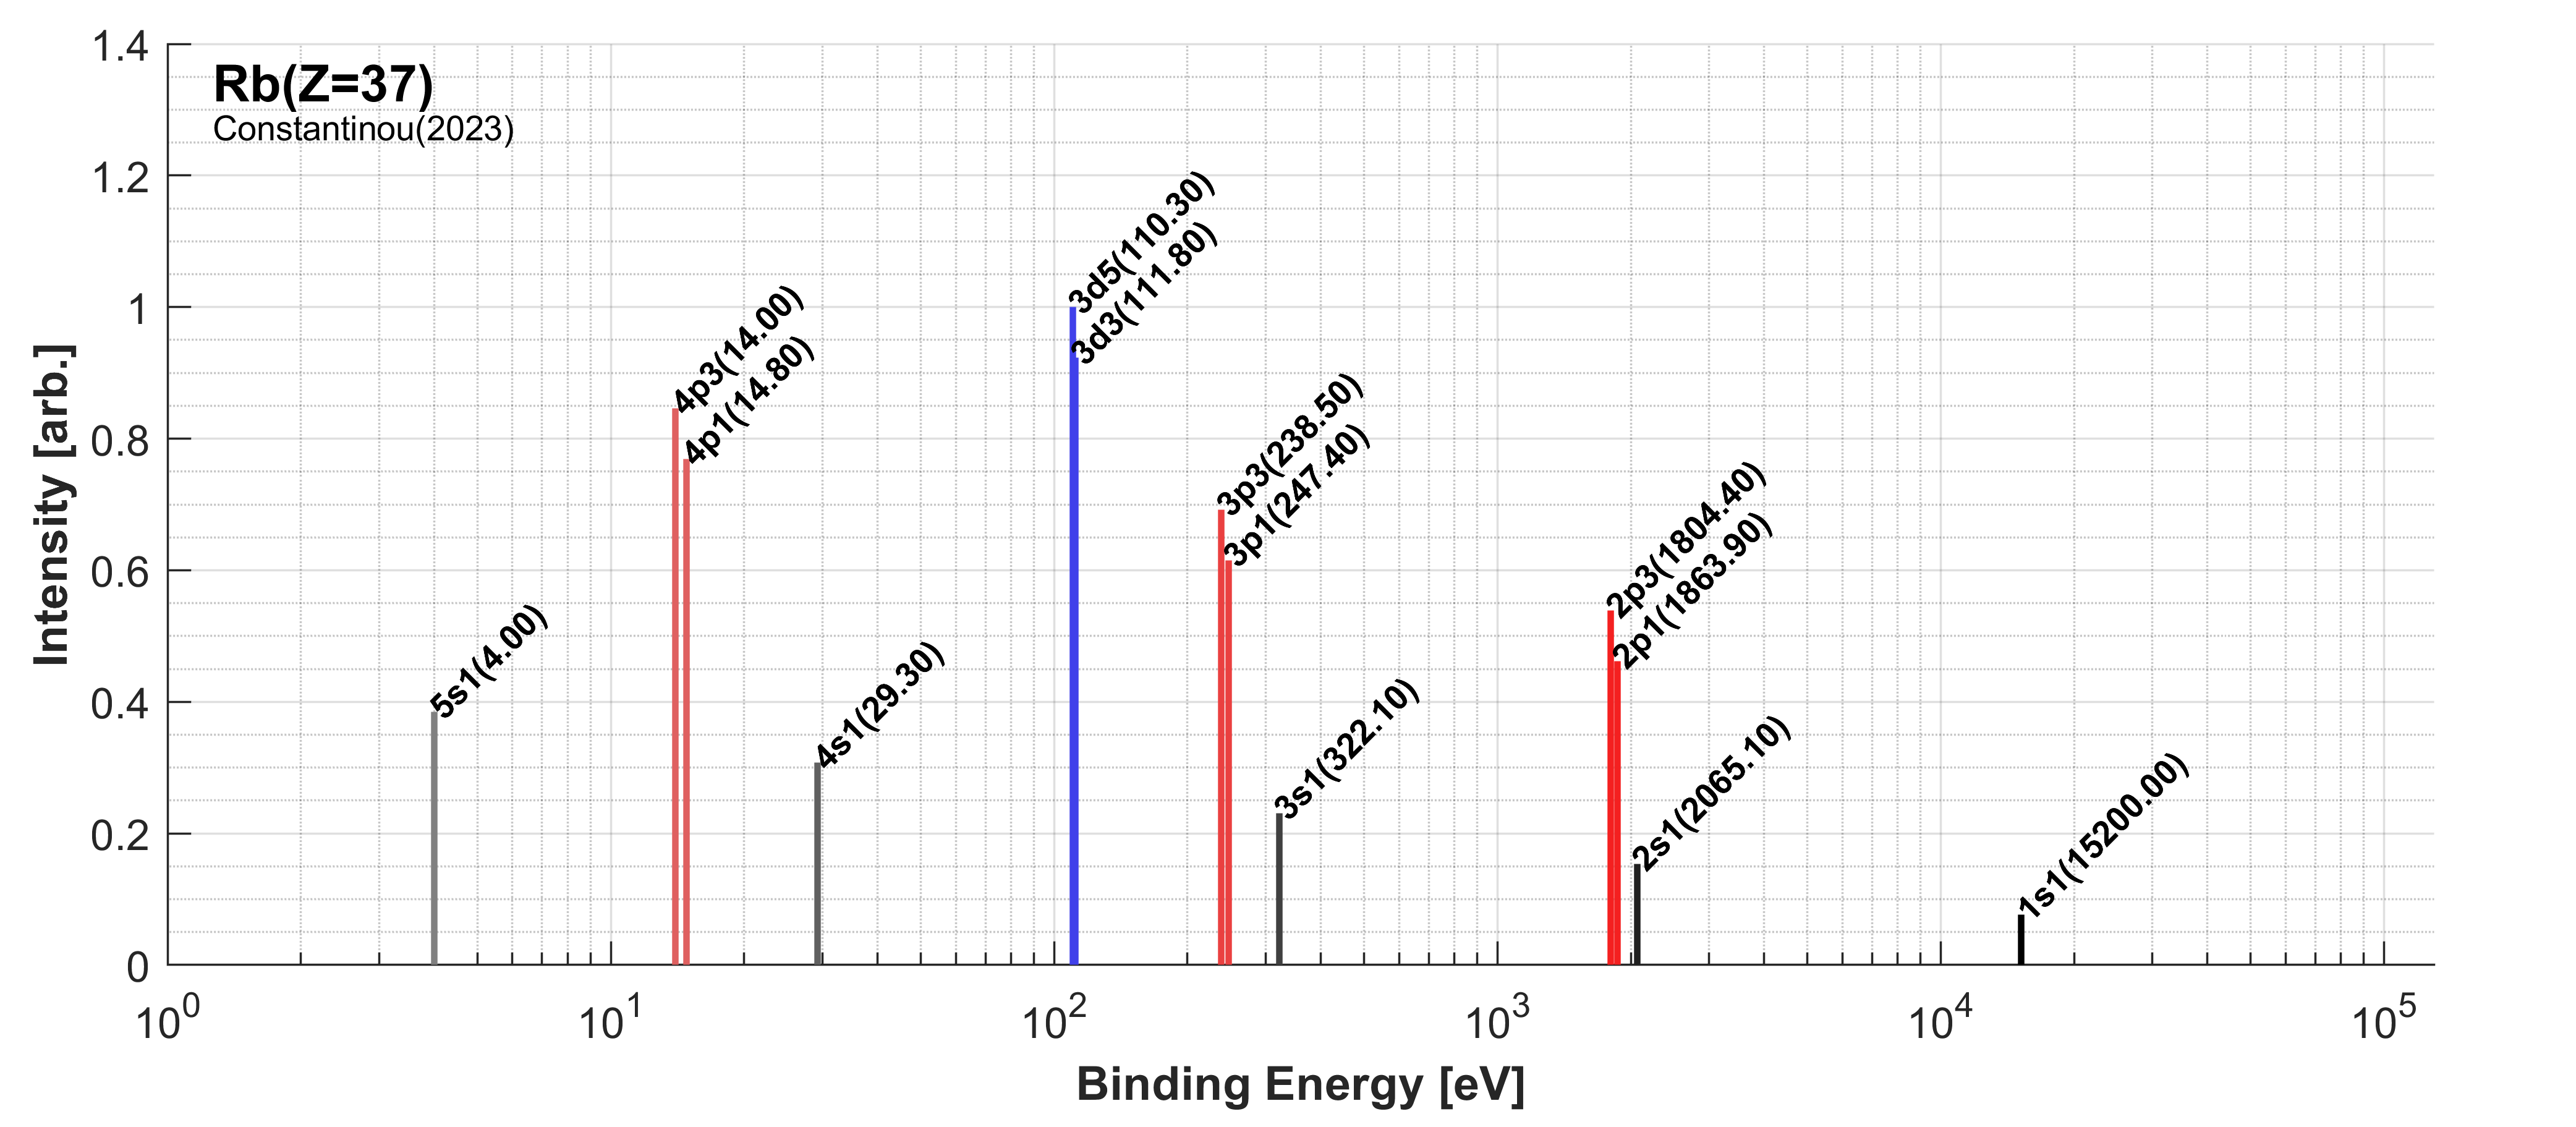 Rb(Z=37)
Constantinou(2023)
Intensity [arb.]
1.4
1.2
1
0.8
0.6
0.4
0.2
0
5s1(4.00)
4p3(14.00)
4p1(14.80)
4s1(29.30)
3d5(110.30)
3d3(111.80)
3p3(238.50)
3p1(247.40)
3s1(322.10)
2p3(1804.40)
2p1(1863.90)
2s1(2065.10)
1s1(15200.00)
10^0 10^1 10^2 10^3 10^4 10^5
Binding Energy [eV]